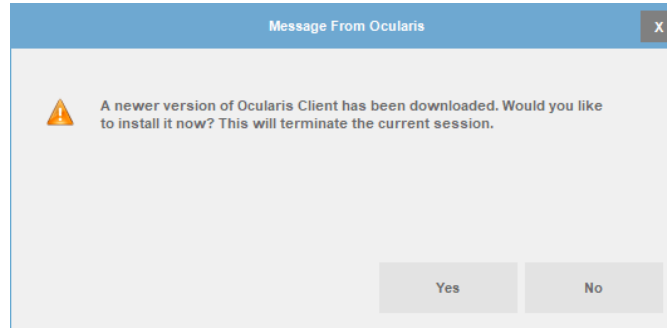 Message From Ocularis
X
A newer version of Ocularis Client has been downloaded. Would you like
to install it now? This will terminate the current session.
Yes
No